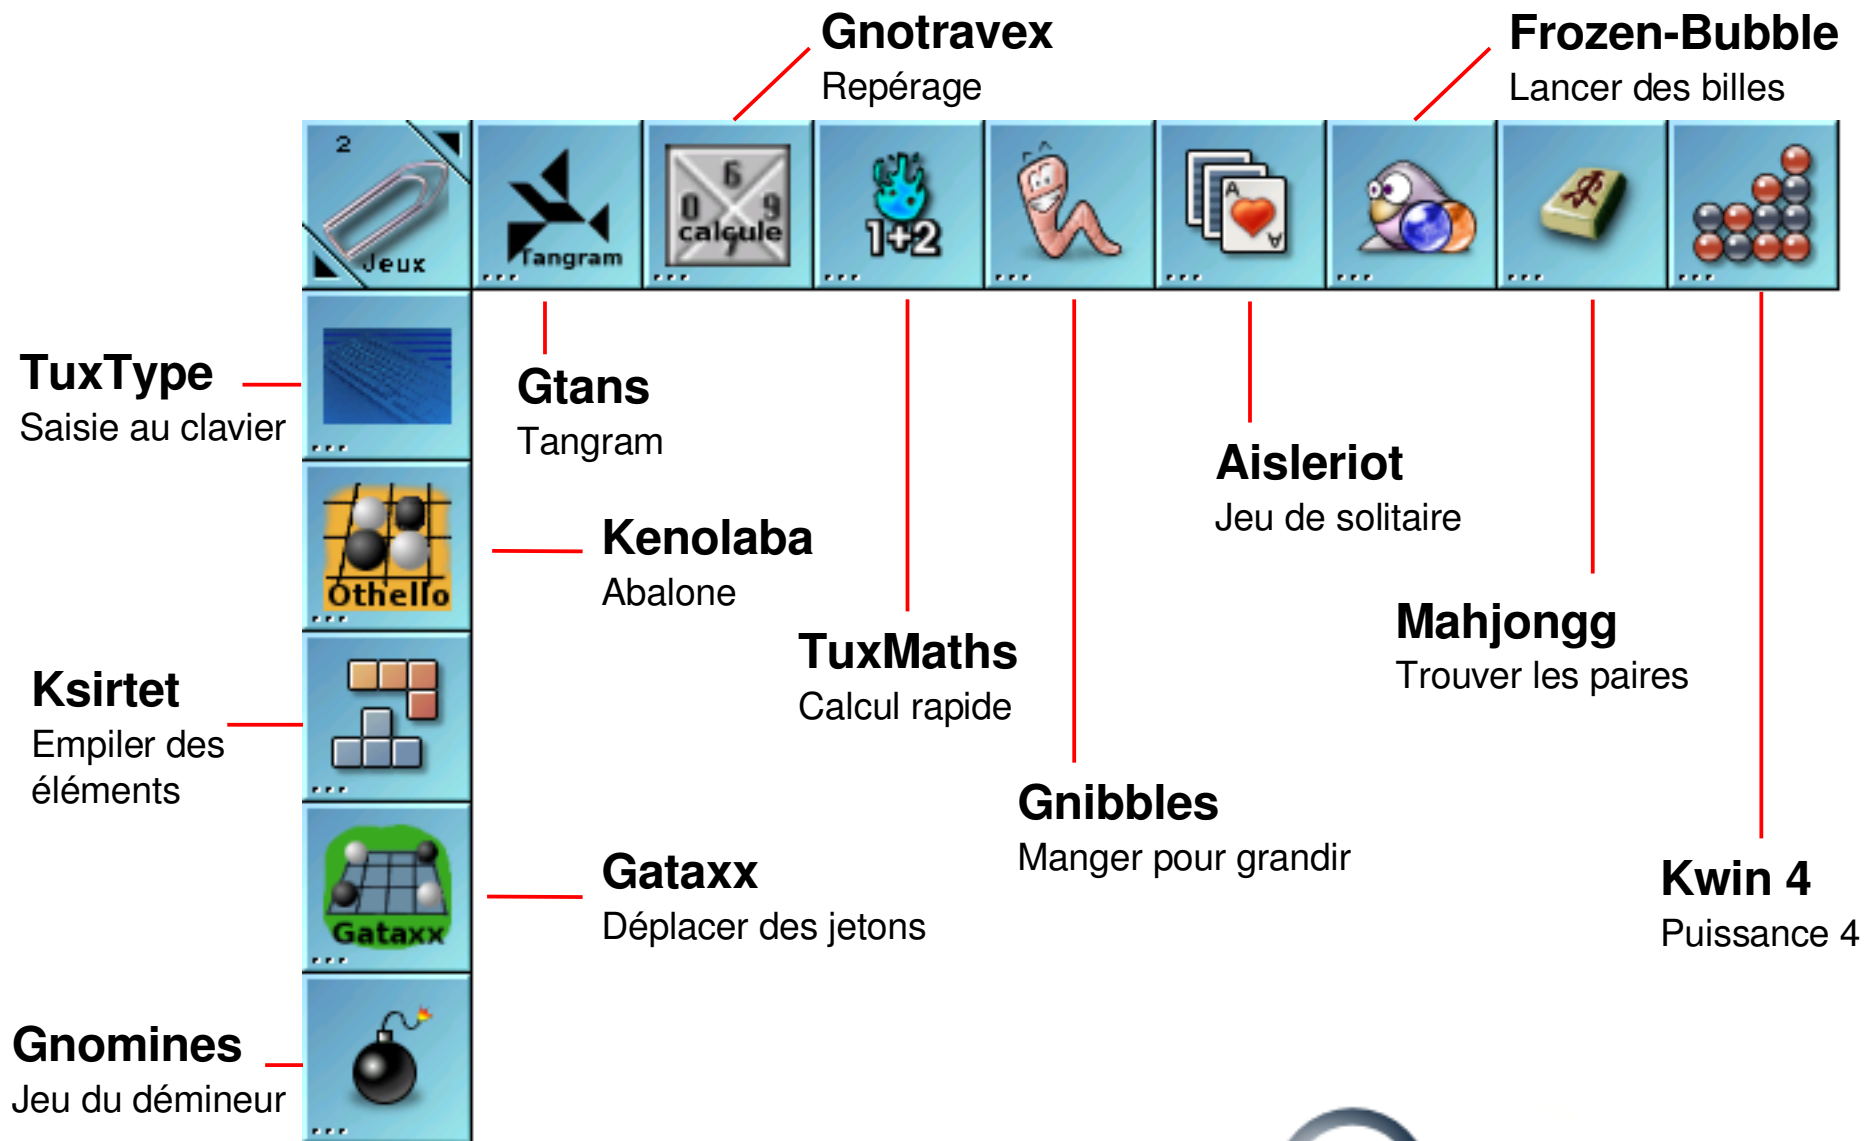 Gnotravex
Repérage
Frozen-Bubble
Lancer des billes
2
Jeux
Tangram
6
0 9
calcule
7
1+2
A
A
TuxType
Saisie au clavier
Gtans
Tangram
Aisleriot
Jeu de solitaire
Othello
Kenolaba
Abalone
TuxMaths
Calcul rapide
Mahjongg
Trouver les paires
Ksirtet
Empiler des
éléments
Gnibbles
Manger pour grandir
Gataxx
Gataxx
Déplacer des jetons
Kwin 4
Puissance 4
Gnomines
Jeu du démineur